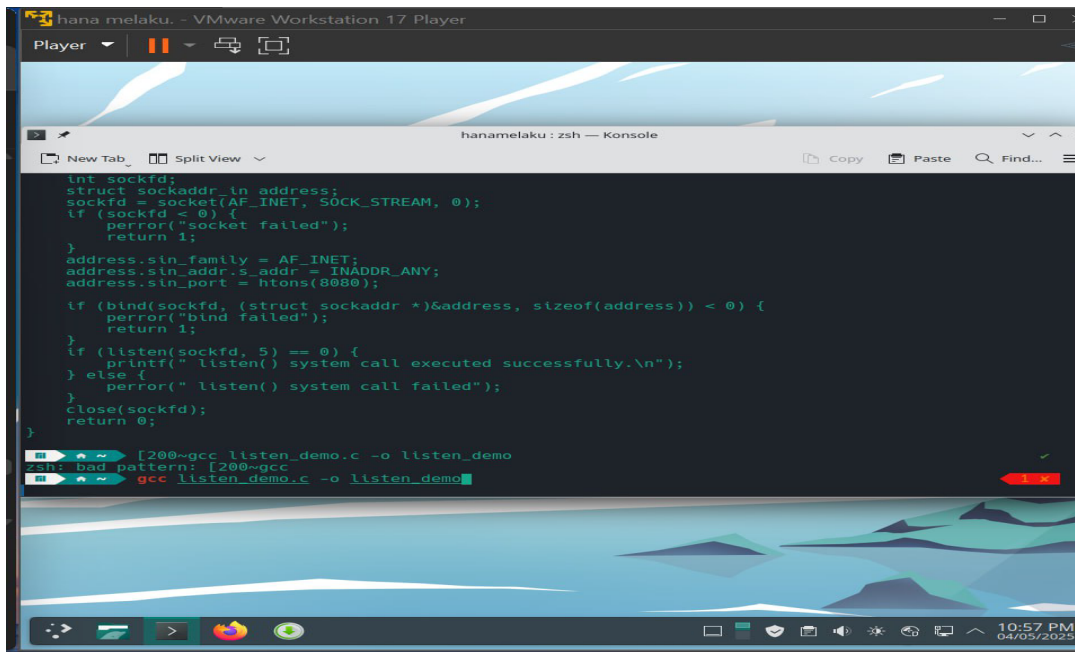 hana melaku. - VMware Workstation 17 Player
Player
hanamelaku : zsh — Konsole
New Tab Split View Copy Paste Find...
int sockfd;
struct sockaddr_in address;
sockfd = socket(AF_INET, SOCK_STREAM, 0);
if (sockfd < 0) {
perror("socket failed");
return 1;
}
address.sin_family = AF_INET;
address.sin_addr.s_addr = INADDR_ANY;
address.sin_port = htons(8080);
if (bind(sockfd, (struct sockaddr *)&address, sizeof(address)) < 0) {
perror("bind failed");
return 1;
}
if (listen(sockfd, 5) == 0) {
printf(" listen() system call executed successfully.\n");
} else {
perror(" listen() system call failed");
}
close(sockfd);
return 0;
}
~ [200~gcc listen_demo.c -o listen_demo
zsh: bad pattern: [200~gcc
~ gcc listen_demo.c -o listen_demo 1 ✘
10:57 PM
04/05/2025